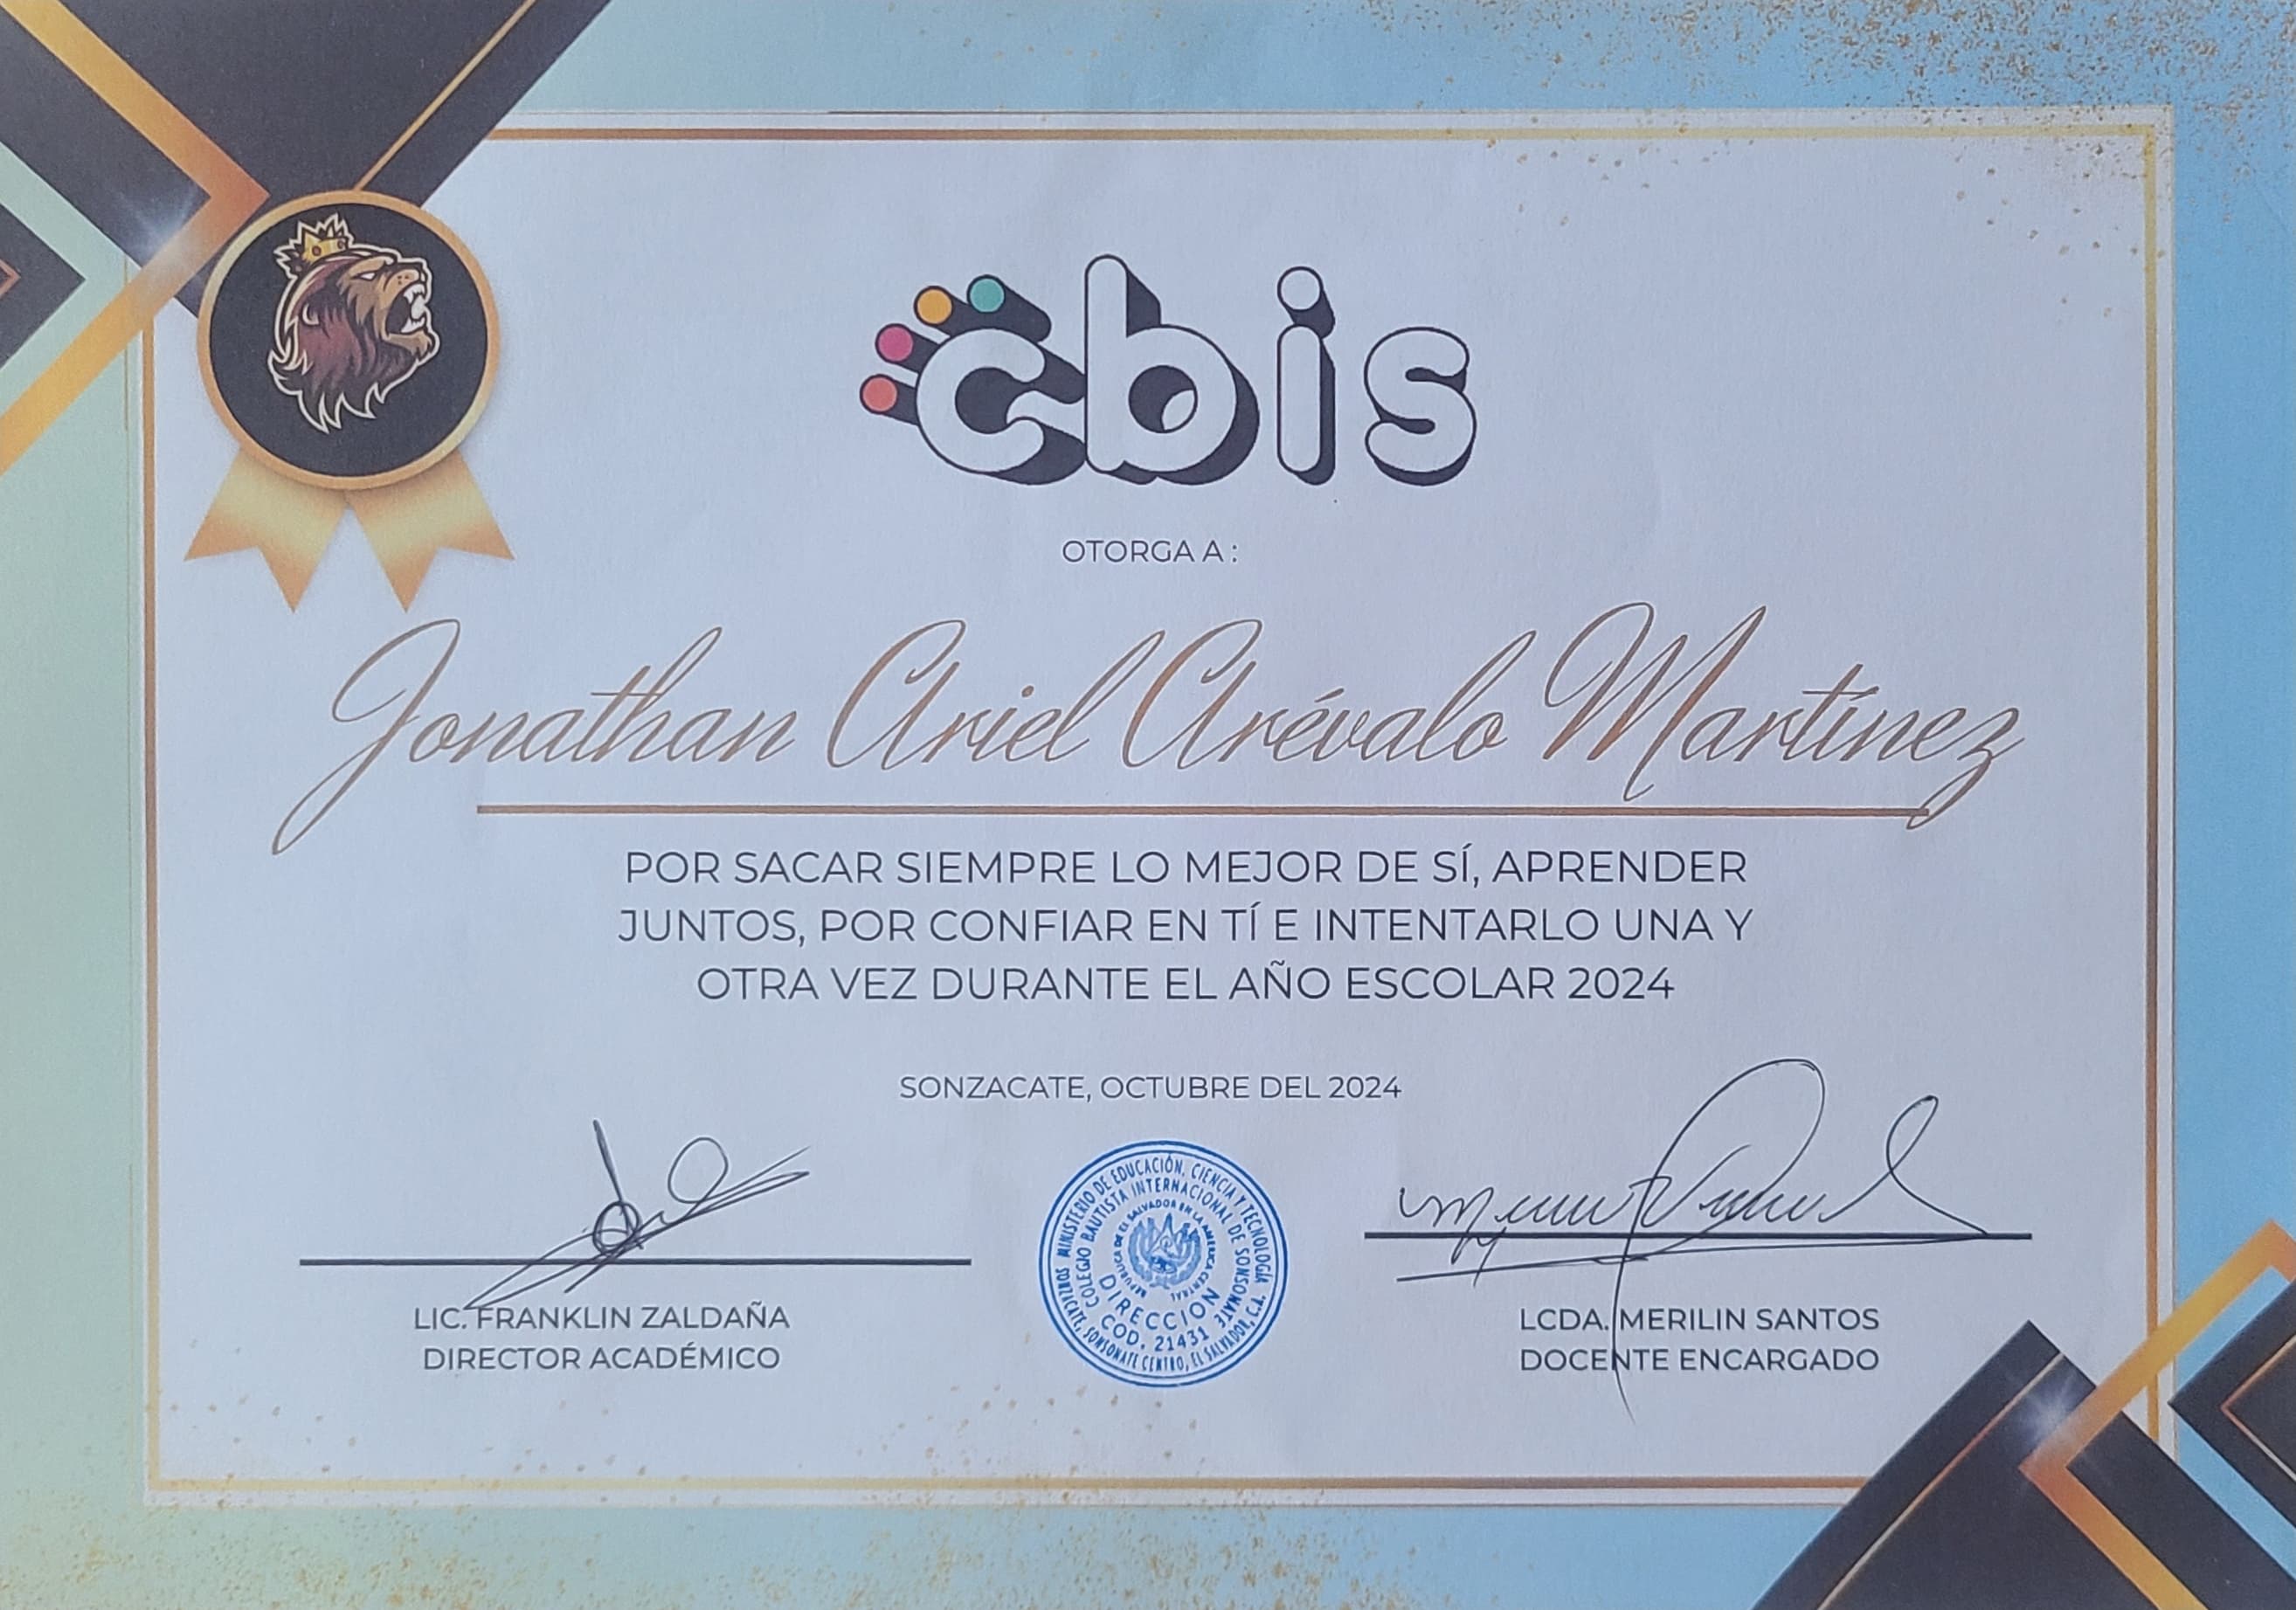 cbis
OTORGA A :
Jonathan Ariel Arévalo Martínez
POR SACAR SIEMPRE LO MEJOR DE SÍ, APRENDER
JUNTOS, POR CONFIAR EN TÍ E INTENTARLO UNA Y
OTRA VEZ DURANTE EL AÑO ESCOLAR 2024
SONZACATE, OCTUBRE DEL 2024
MINISTERIO DE EDUCACIÓN, CIENCIA Y TECNOLOGÍA
COLEGIO BAUTISTA INTERNACIONAL DE SONSONATE
REPUBLICA DE EL SALVADOR EN LA AMERICA CENTRAL
DIRECCION
COD. 21431
SONZACATE, SONSONATE CENTRO, EL SALVADOR, C.A.
LIC. FRANKLIN ZALDAÑA
DIRECTOR ACADÉMICO
LCDA. MERILIN SANTOS
DOCENTE ENCARGADO